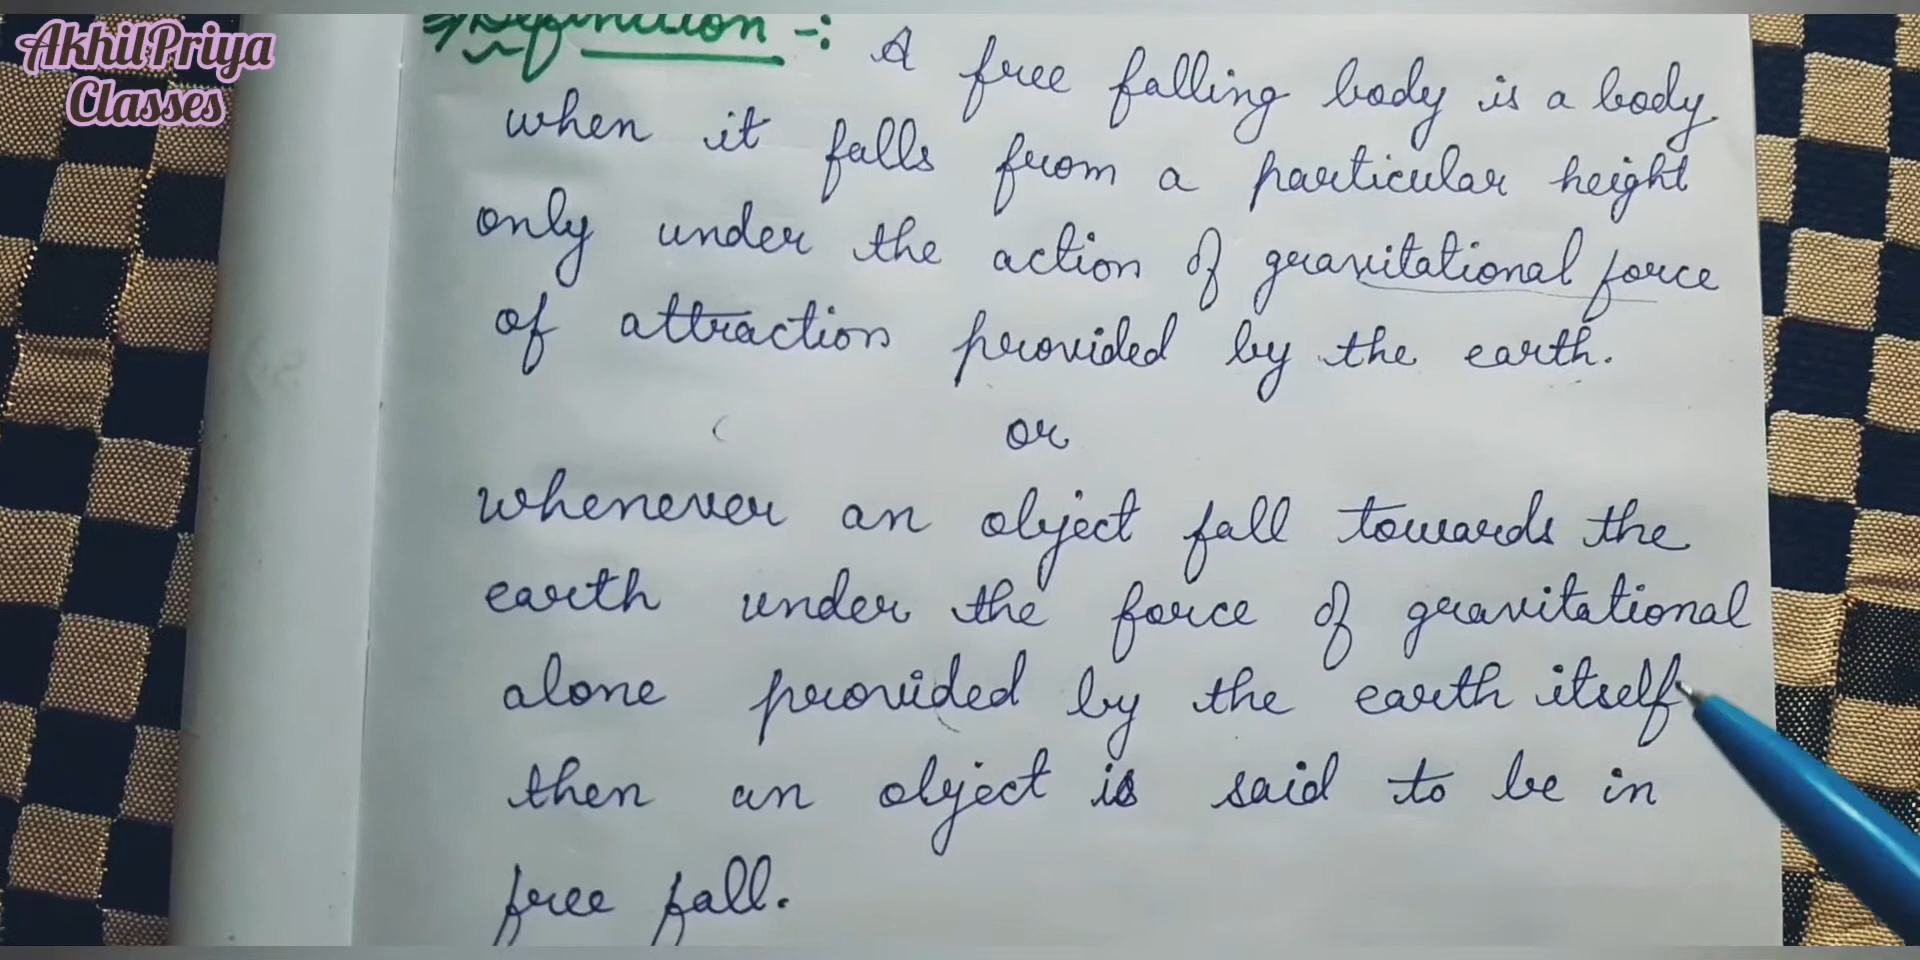 AkhilPriya
Classes
Definition -:
A free falling body is a body
when it falls from a particular height
only under the action of gravitational force
of attraction provided by the earth.
or
whenever an object fall towards the
earth under the force of gravitational
alone provided by the earth itself
then an object is said to be in
free fall.